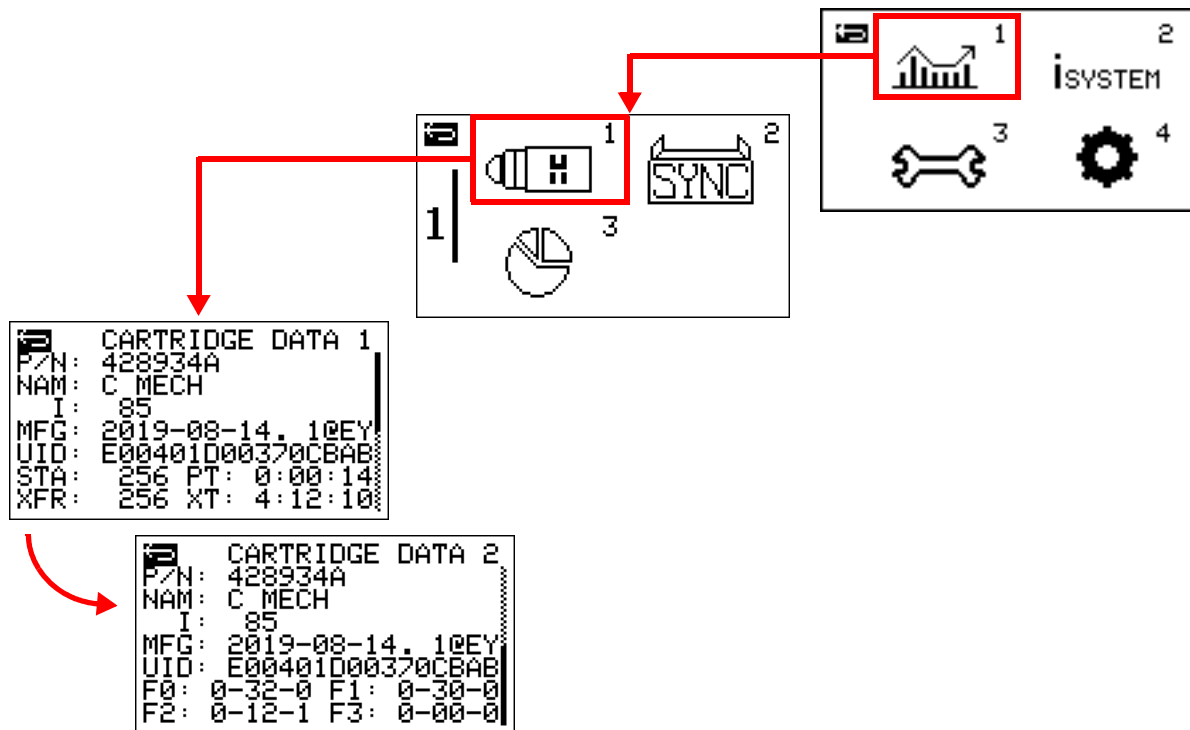 1
2
iSYSTEM
3
4
1
2
SYNC
1
3
CARTRIDGE DATA 1
P/N: 428934A
NAM: C MECH
I: 85
MFG: 2019-08-14. 1@EY
UID: E00401D00370CBAB
STA: 256 PT: 0:00:14
XFR: 256 XT: 4:12:10
CARTRIDGE DATA 2
P/N: 428934A
NAM: C MECH
I: 85
MFG: 2019-08-14. 1@EY
UID: E00401D00370CBAB
F0: 0-32-0 F1: 0-30-0
F2: 0-12-1 F3: 0-00-0